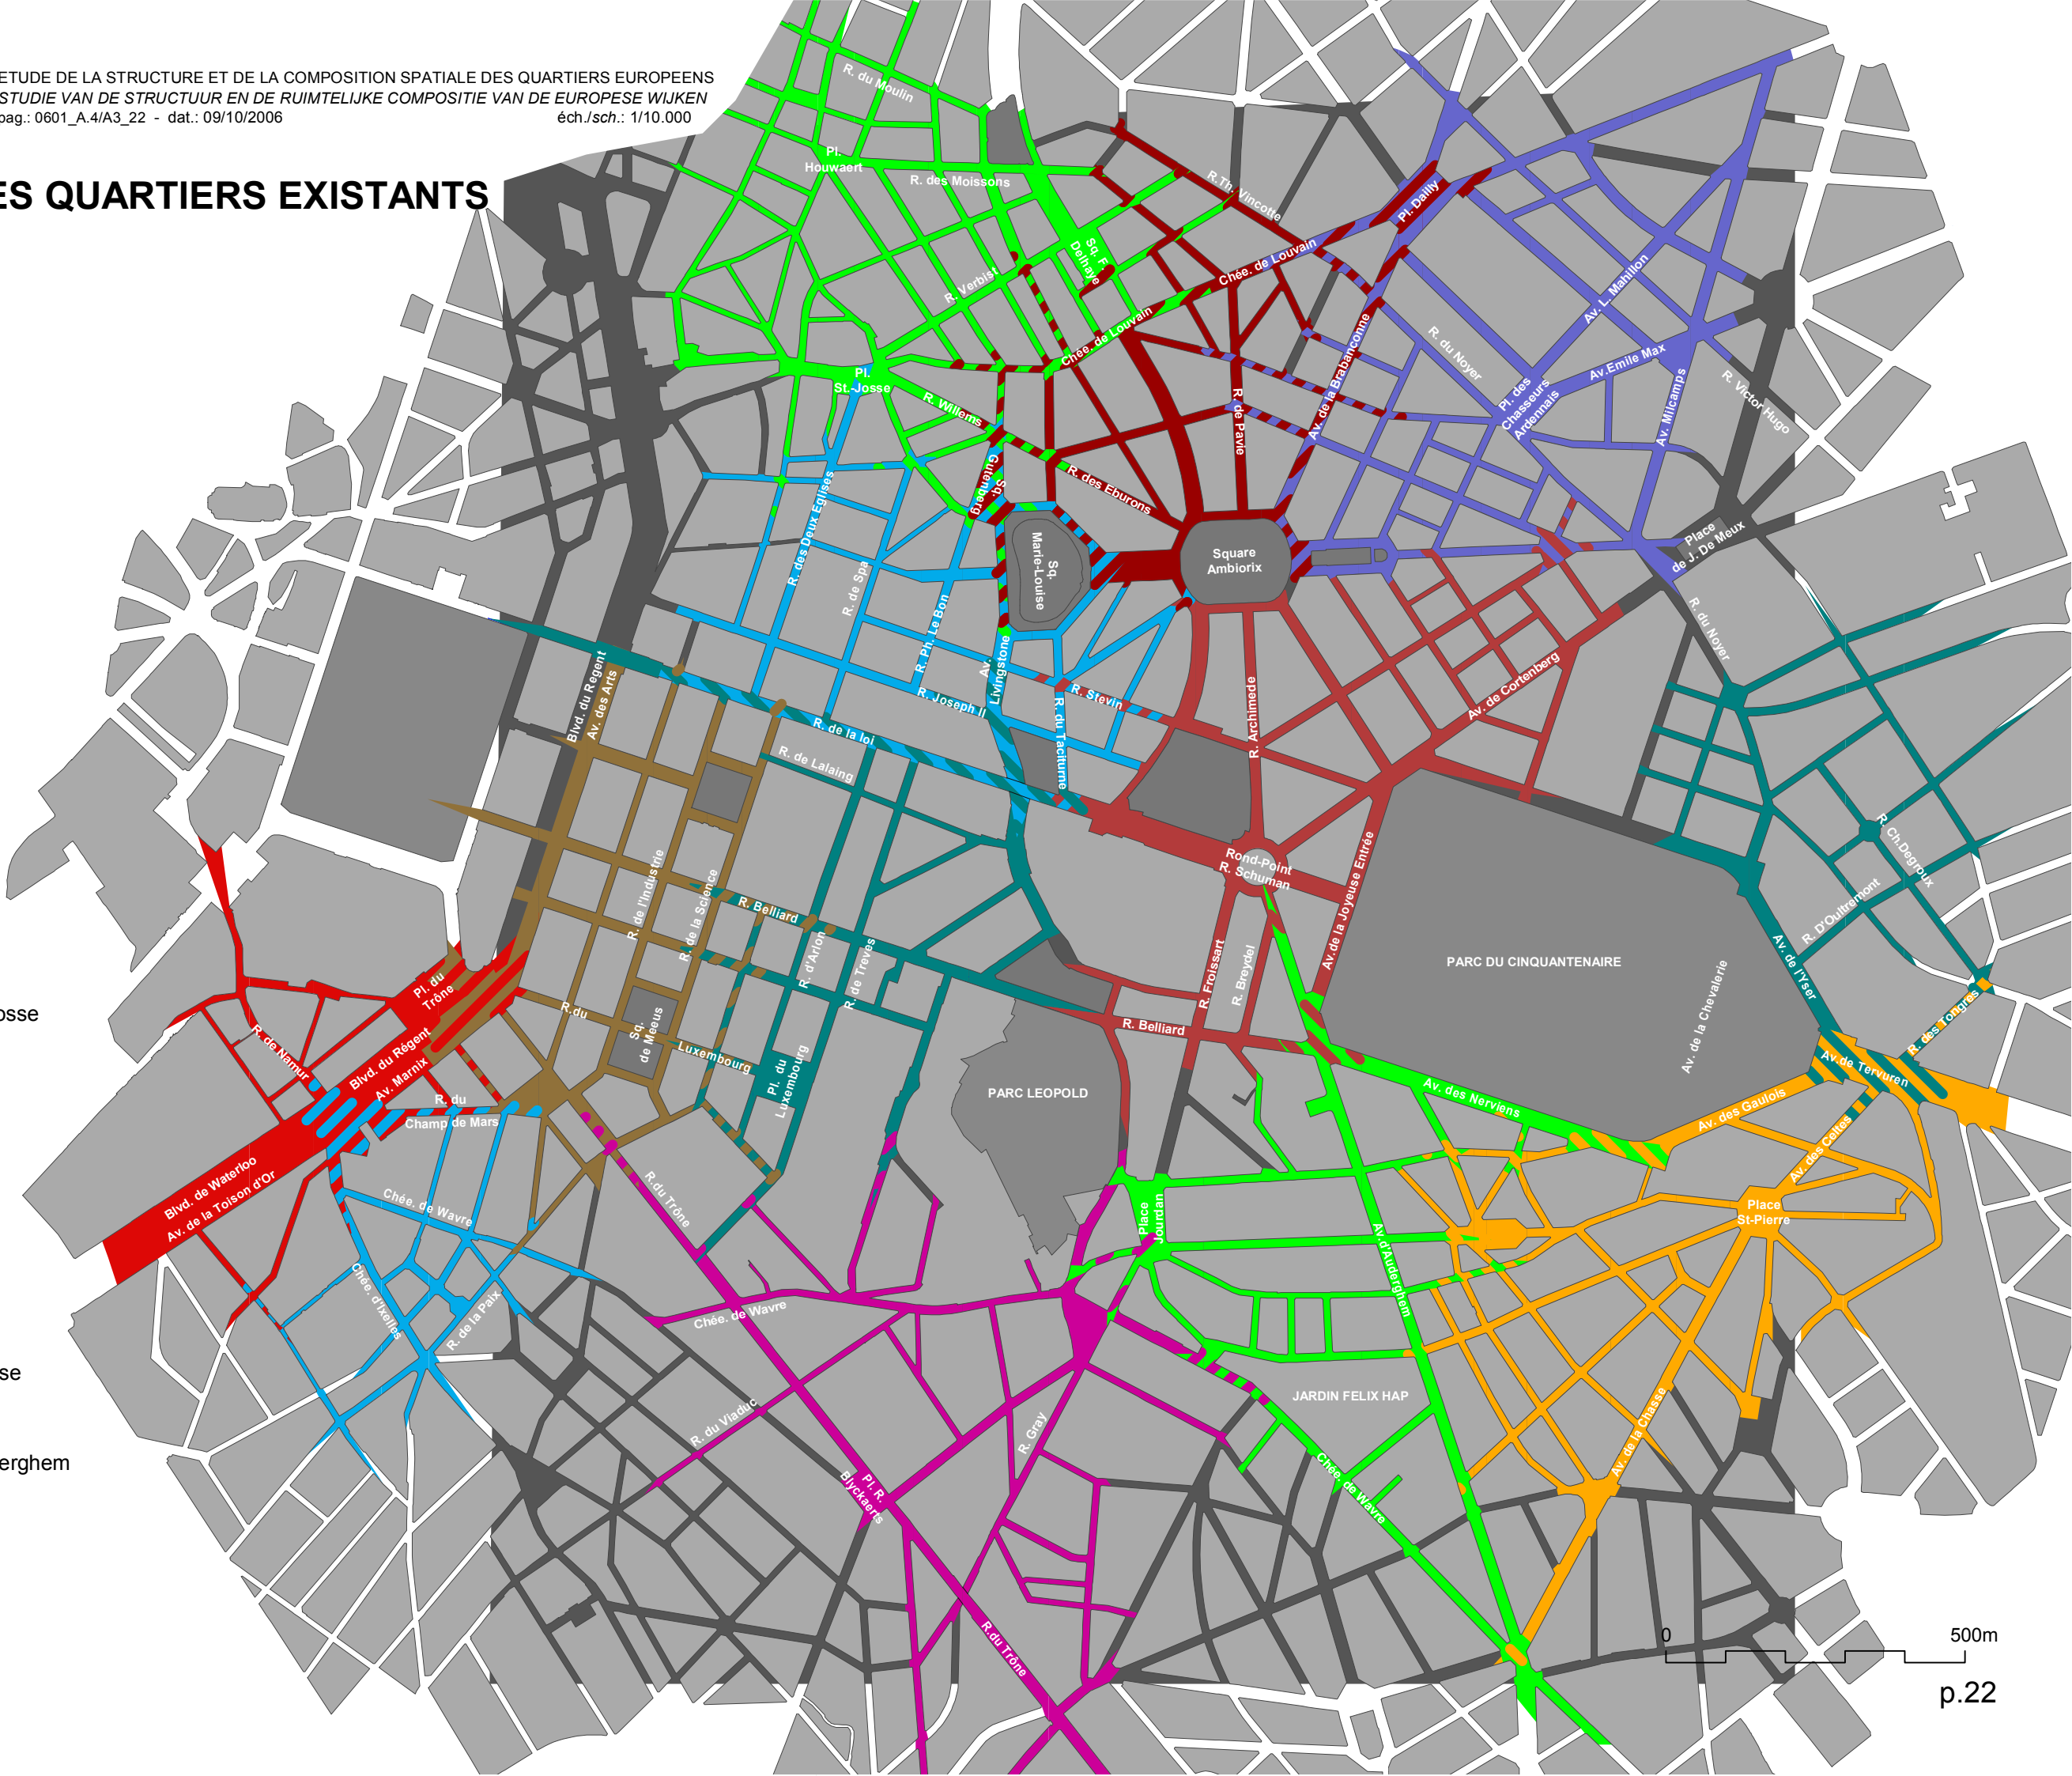 ETUDE DE LA STRUCTURE ET DE LA COMPOSITION SPATIALE DES QUARTIERS EUROPEENS
STUDIE VAN DE STRUCTUUR EN DE RUIMTELIJKE COMPOSITIE VAN DE EUROPESE WIJKEN
pag.: 0601_A.4/A3_22 - dat.: 09/10/2006
éch./sch.: 1/10.000
ES QUARTIERS EXISTANTS
R. du Moulin
Pl.
Houwaert
R. des Moissons
R.Th. Vincotte
Pl. Dailly
Sq. F.
Delhaye
Chée. de Louvain
R. Verbist
Chée. de Louvain
Av. L. Mahillon
R. du Noyer
Av.Emile Max
Pl.
St.-Josse
R. Willems
R. de Pavie
Av. de la Brabançonne
Pl. des
Chasseurs
Ardennais
Av. Milcamps
R. Victor Hugo
Sq.
Gutenberg
R. des Eburons
R. des Deux Eglises
Sq.
Marie-Louise
Square
Ambiorix
Place
de J. De Meux
R. de Spa
R. Ph. Le Bon
R. du Noyer
Blvd. du Regent
Av. des Arts
Av.
Livingstone
R. Joseph II
R. Stevin
R. du Taciturne
R. Archimede
Av. de Cortenberg
R. de la loi
R. de Lalaing
R. de l'Industrie
R. de la Science
R. Belliard
Rond-Point
R. Schuman
Av. de la Joyeuse Entrée
R. Ch.Degroux
R. D'Oultremont
R. d'Arlon
R. de Treves
R. Froissart
R. Breydel
PARC DU CINQUANTENAIRE
Av. de la Chevalerie
Av. de l'Yser
Pl. du
Trône
R.du
Luxembourg
Sq.
de Meeus
R. Belliard
R. des Tongres
osse
R. de Namur
Blvd. du Régent
Av. Marnix
Pl. du
Luxembourg
PARC LEOPOLD
Av. des Nerviens
Av.de Tervuren
Av. des Gaulois
R. du
Champ de Mars
Av. des Celtes
Blvd. de Waterloo
Av. de la Toison d'Or
Chée. de Wavre
R.du Trône
Place
Jourdan
Av.d'Auderghem
Place
St-Pierre
Chée. d'Ixelles
R. de la Paix
Chée. de Wavre
se
R. du Viaduc
R. Gray
JARDIN FELIX HAP
Av. de la Chasse
erghem
Pl. R.
Blyckaerts
Chée. de Wavre
R.du Trône
0
500m
p.22